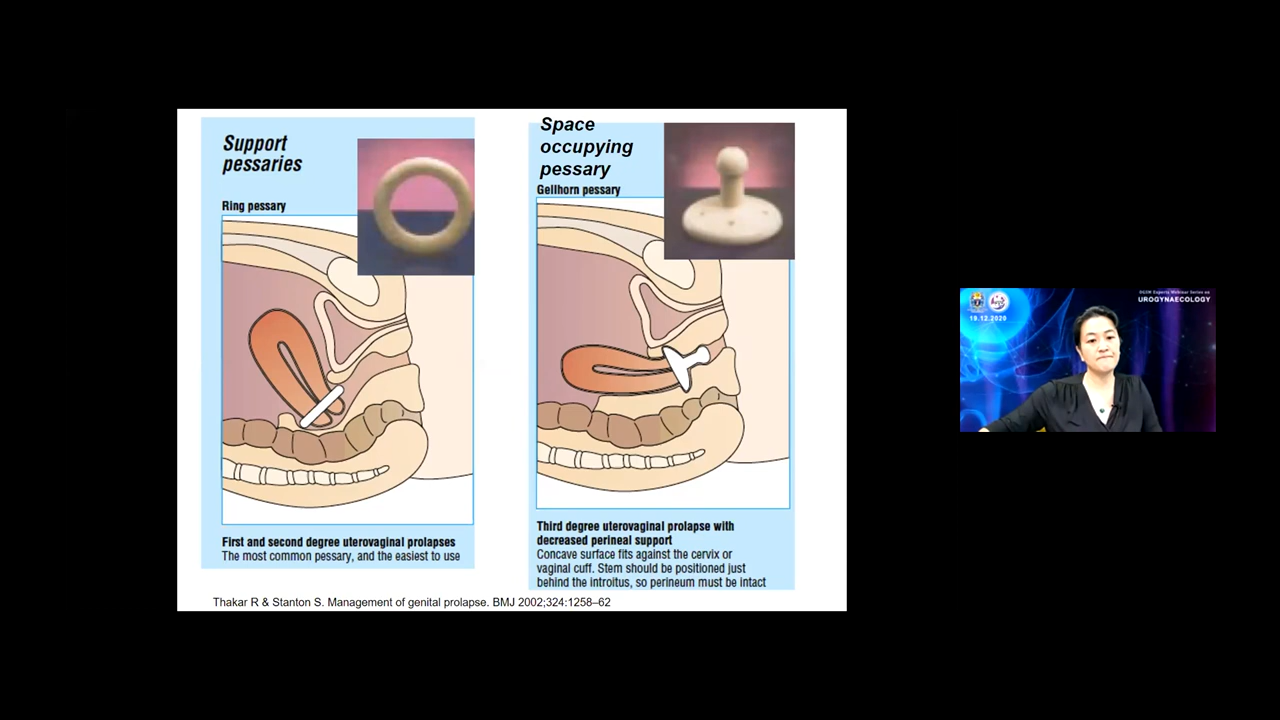 Support
pessaries
Ring pessary
First and second degree uterovaginal prolapses
The most common pessary, and the easiest to use
Space
occupying
pessary
Gellhorn pessary
Third degree uterovaginal prolapse with
decreased perineal support
Concave surface fits against the cervix or
vaginal cuff. Stem should be positioned just
behind the introitus, so perineum must be intact
Thakar R & Stanton S. Management of genital prolapse. BMJ 2002;324:1258–62
UROGYNAECOLOGY
19.12.2020